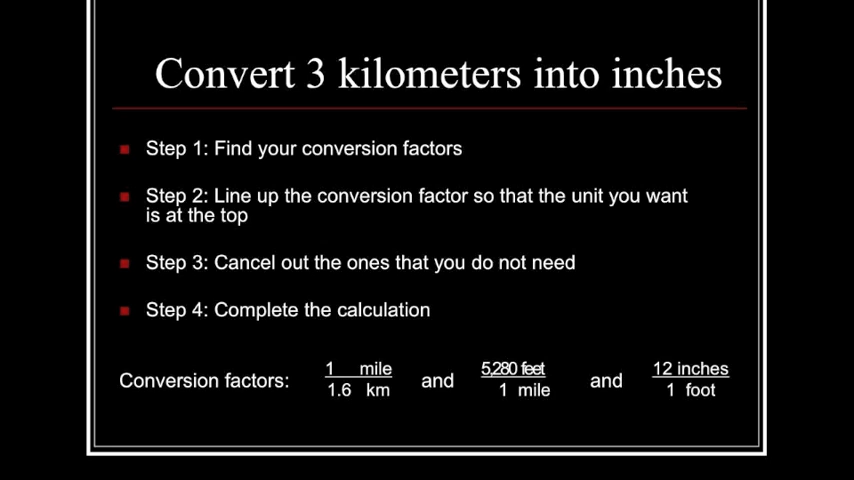 Convert 3 kilometers into inches
Step 1: Find your conversion factors
Step 2: Line up the conversion factor so that the unit you want
is at the top
Step 3: Cancel out the ones that you do not need
Step 4: Complete the calculation
Conversion factors:
1 mile
1.6 km
and
5,280 feet
1 mile
and
12 inches
1 foot